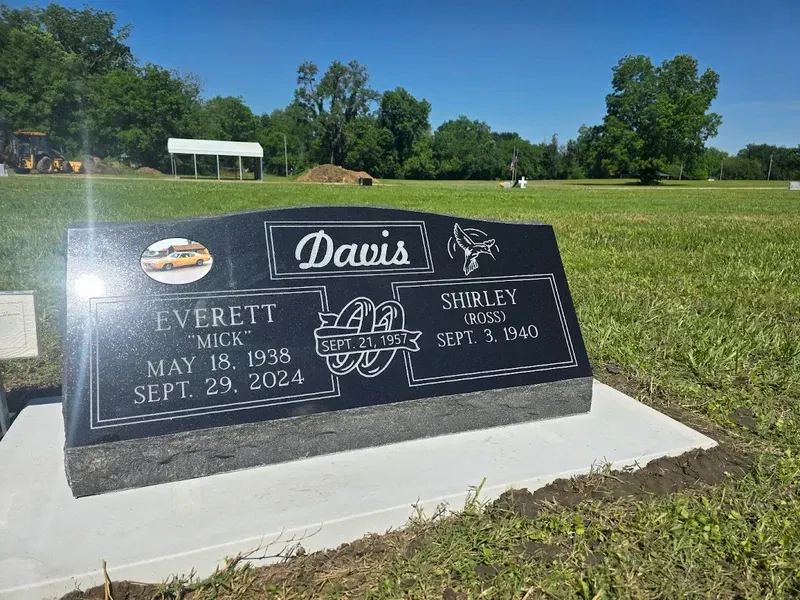 Davis
EVERETT
"MICK"
MAY 18, 1938
SEPT. 29, 2024
SEPT. 21, 1957
SHIRLEY
(ROSS)
SEPT. 3, 1940